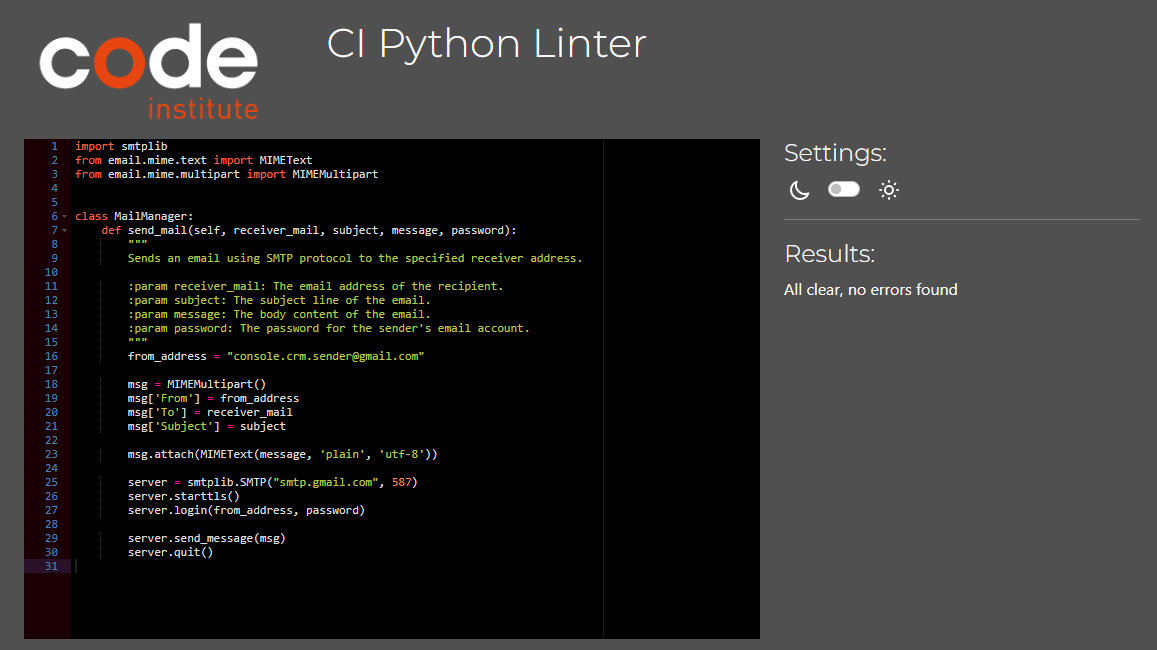 code
institute
CI Python Linter
1 import smtplib
2 from email.mime.text import MIMEText
3 from email.mime.multipart import MIMEMultipart
4
5
6 class MailManager:
7     def send_mail(self, receiver_mail, subject, message, password):
8         """
9         Sends an email using SMTP protocol to the specified receiver address.
10
11         :param receiver_mail: The email address of the recipient.
12         :param subject: The subject line of the email.
13         :param message: The body content of the email.
14         :param password: The password for the sender's email account.
15         """
16         from_address = "console.crm.sender@gmail.com"
17
18         msg = MIMEMultipart()
19         msg['From'] = from_address
20         msg['To'] = receiver_mail
21         msg['Subject'] = subject
22
23         msg.attach(MIMEText(message, 'plain', 'utf-8'))
24
25         server = smtplib.SMTP("smtp.gmail.com", 587)
26         server.starttls()
27         server.login(from_address, password)
28
29         server.send_message(msg)
30         server.quit()
31
Settings:
Results:
All clear, no errors found